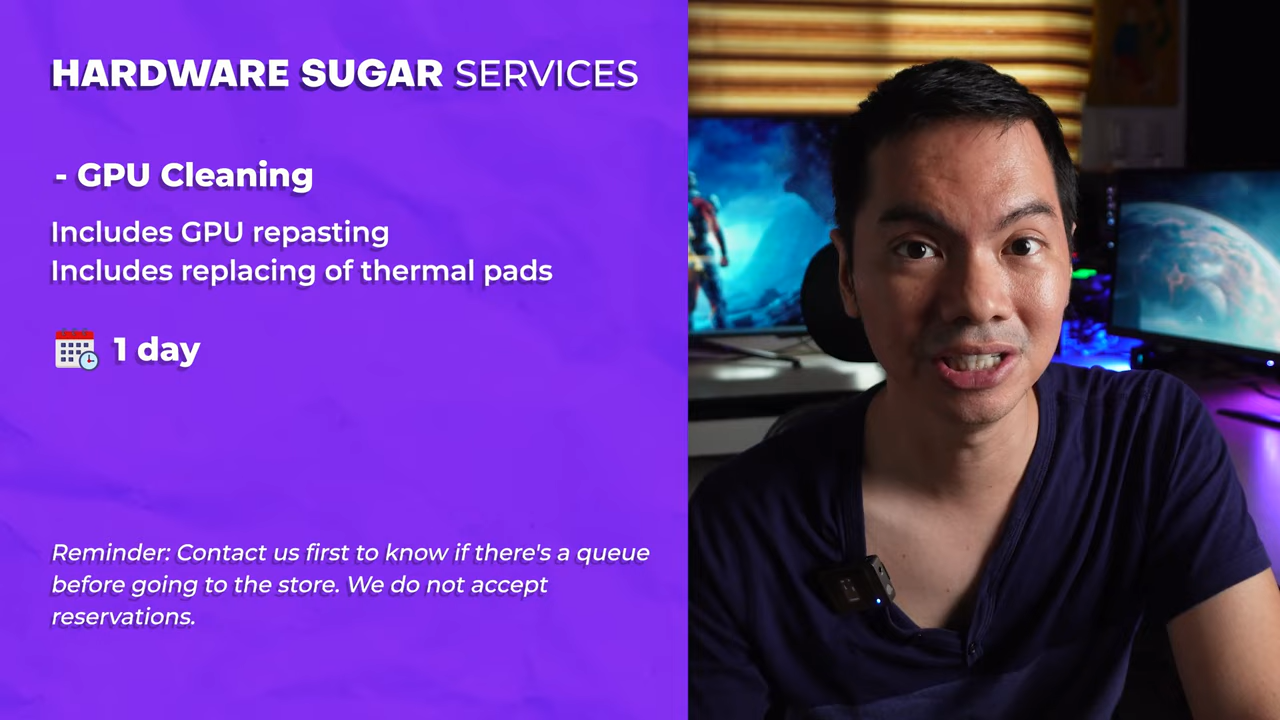 HARDWARE SUGAR SERVICES
- GPU Cleaning
Includes GPU repasting
Includes replacing of thermal pads
1 day
Reminder: Contact us first to know if there's a queue
before going to the store. We do not accept
reservations.